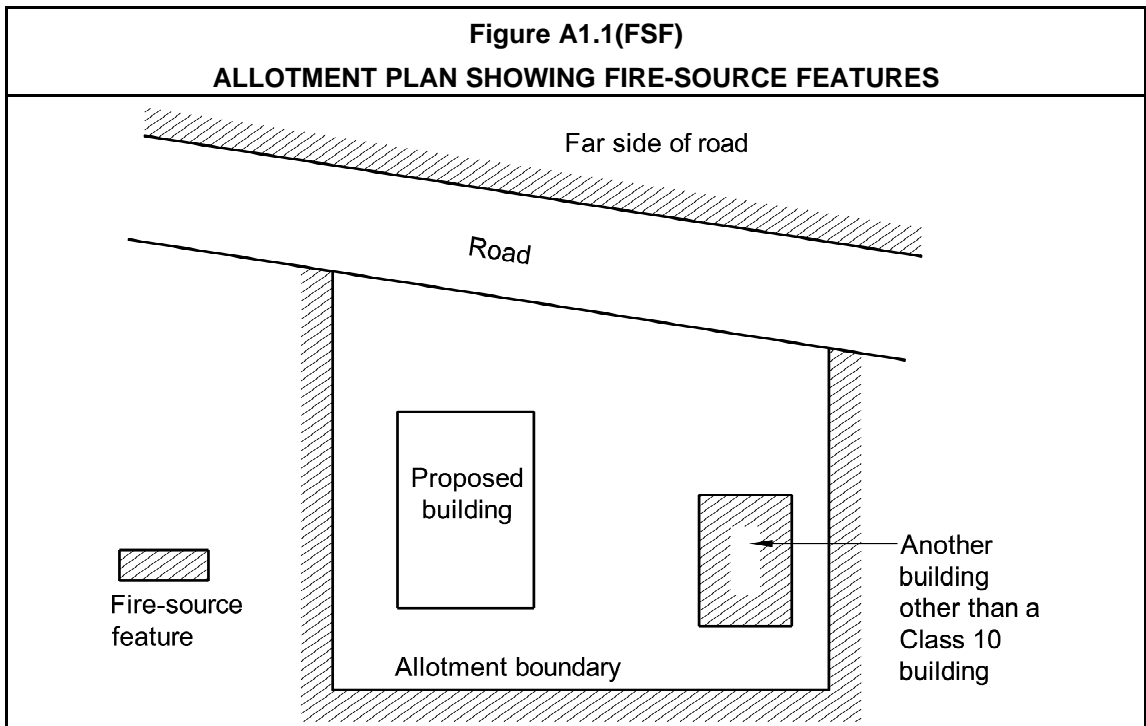 Figure A1.1(FSF)
ALLOTMENT PLAN SHOWING FIRE-SOURCE FEATURES
Far side of road
Road
Proposed
building
Another
building
other than a
Class 10
building
Fire-source
feature
Allotment boundary